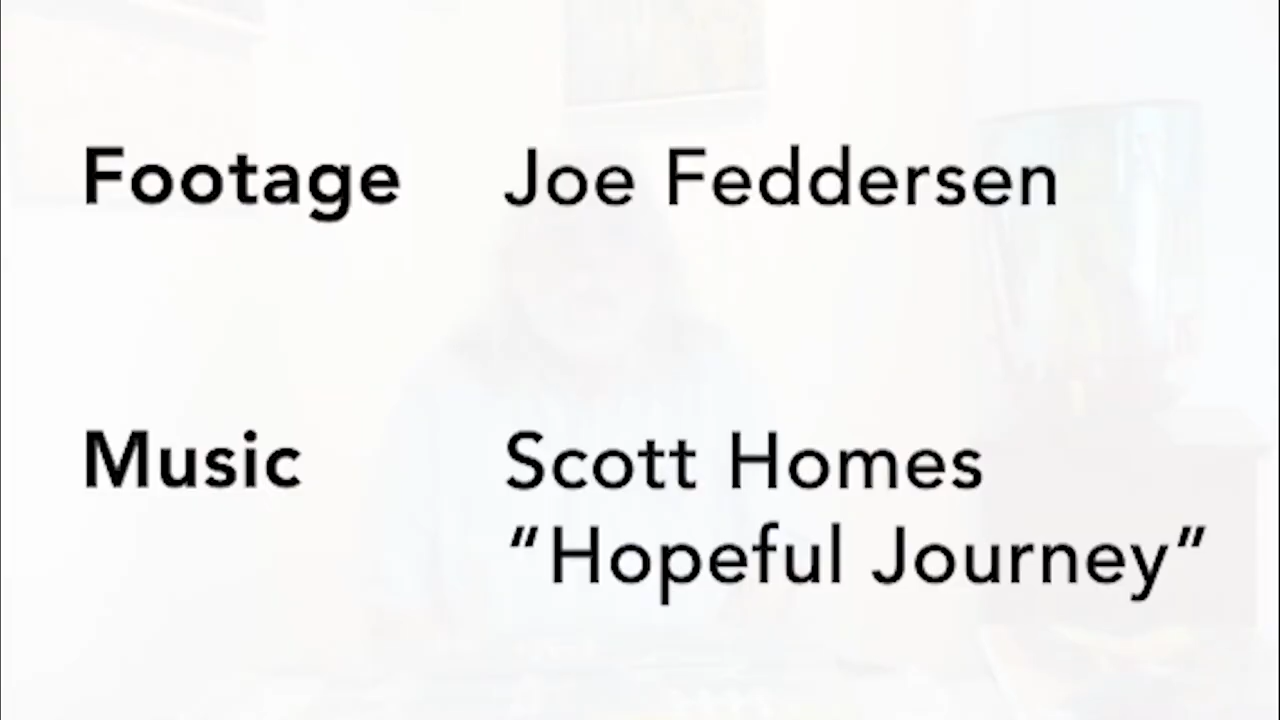 Footage Joe Feddersen
Music Scott Homes
“Hopeful Journey”